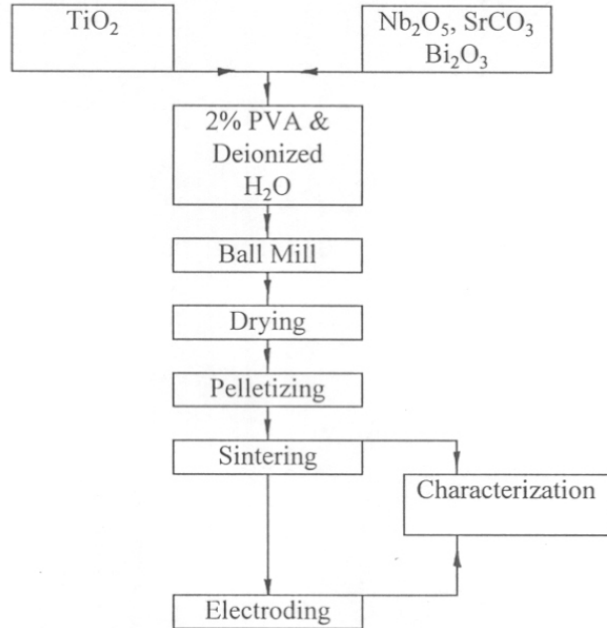 TiO₂
Nb₂O₅, SrCO₃
Bi₂O₃
2% PVA &
Deionized
H₂O
Ball Mill
Drying
Pelletizing
Sintering
Characterization
Electroding